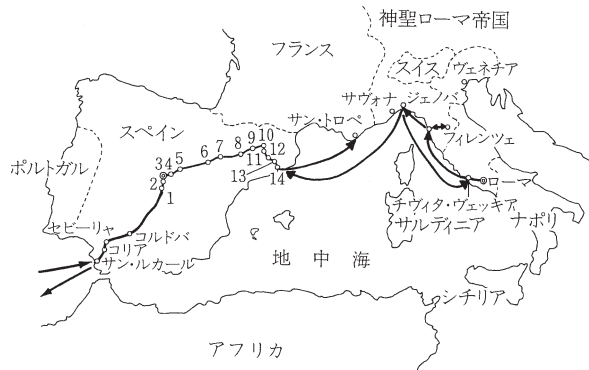 神聖ローマ帝国
フランス
スイス
ヴェネチア
サヴォナ
ジェノバ
サン・トロペ
スペイン
フィレンツェ
ポルトガル
3 4 5
6 7
8 9 10
11 12
2
1
13
14
ローマ
チヴィタ・ヴェッキア
サルディニア
ナポリ
セビーリャ
コルドバ
コリア
サン・ルカール
地中海
シチリア
アフリカ